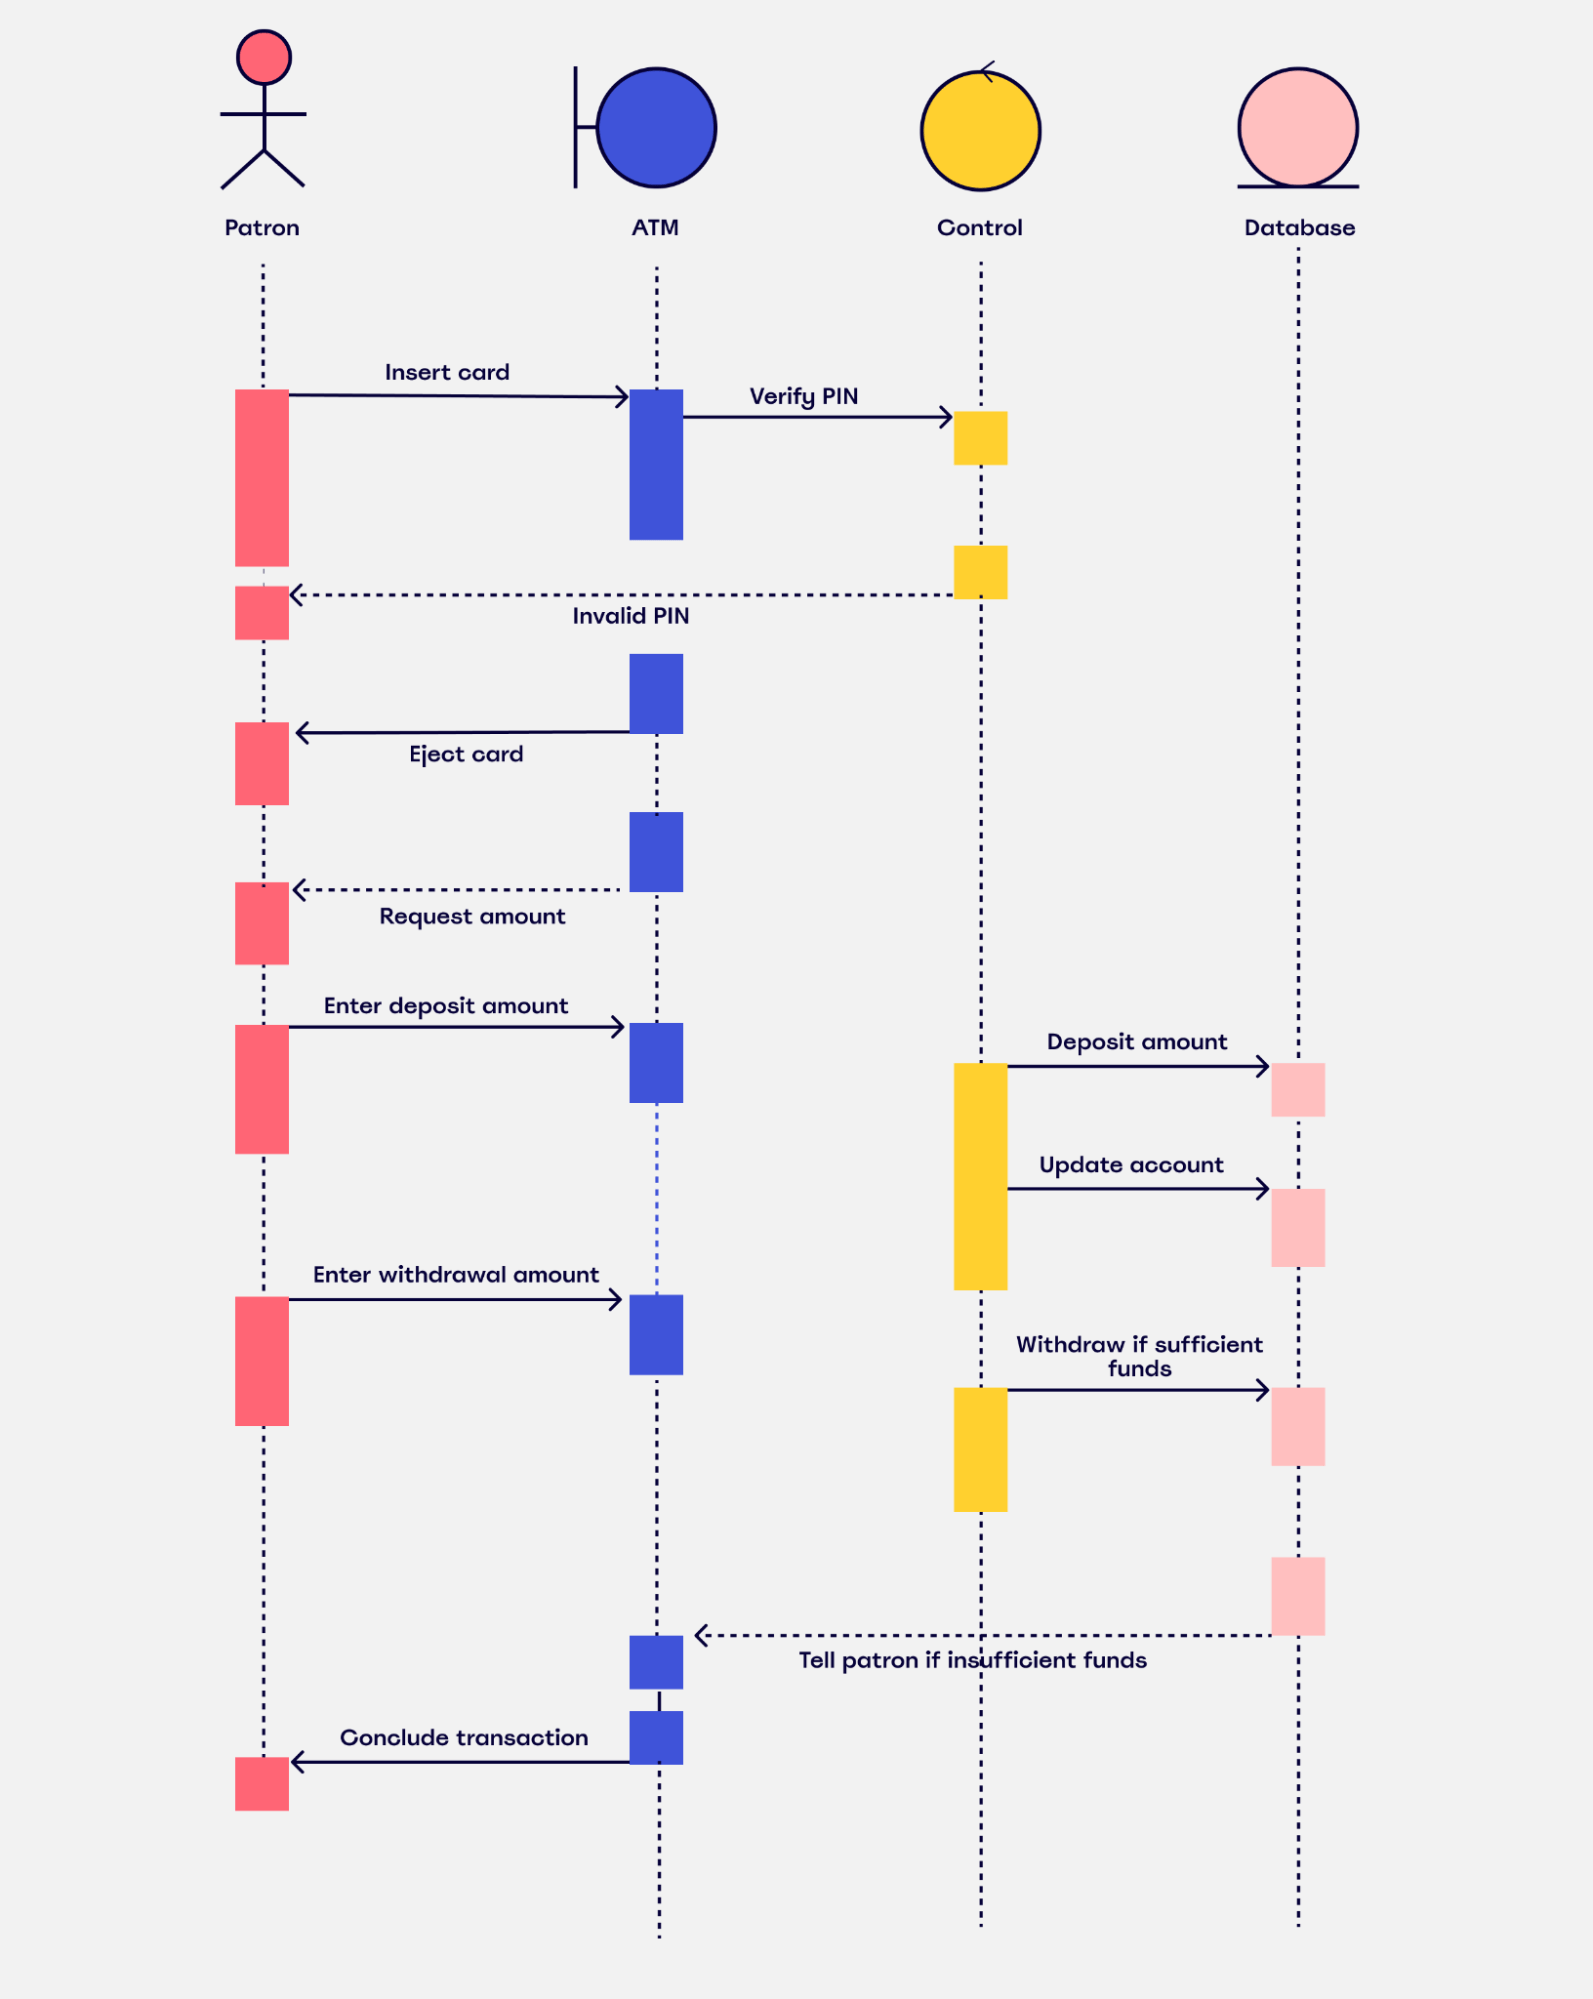 Patron
ATM
Control
Database
Insert card
Verify PIN
Invalid PIN
Eject card
Request amount
Enter deposit amount
Deposit amount
Update account
Enter withdrawal amount
Withdraw if sufficient
funds
Tell patron if insufficient funds
Conclude transaction